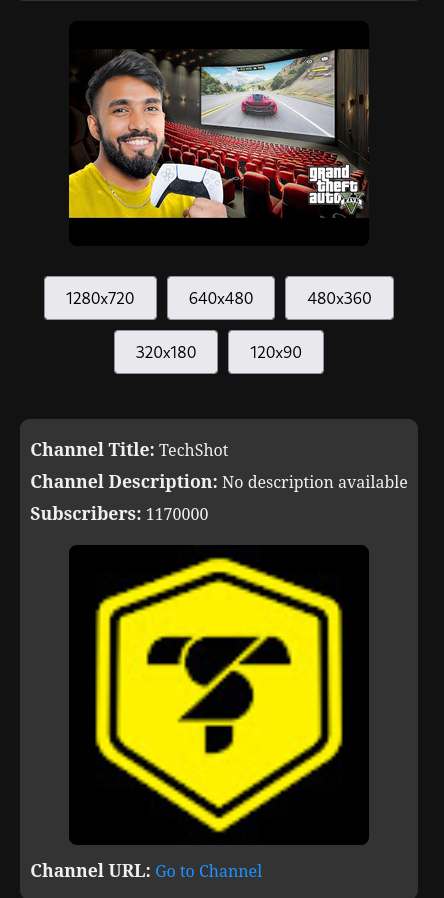 grand
theft
auto
1280x720
640x480
480x360
320x180
120x90
Channel Title: TechShot
Channel Description: No description available
Subscribers: 1170000
Channel URL: Go to Channel